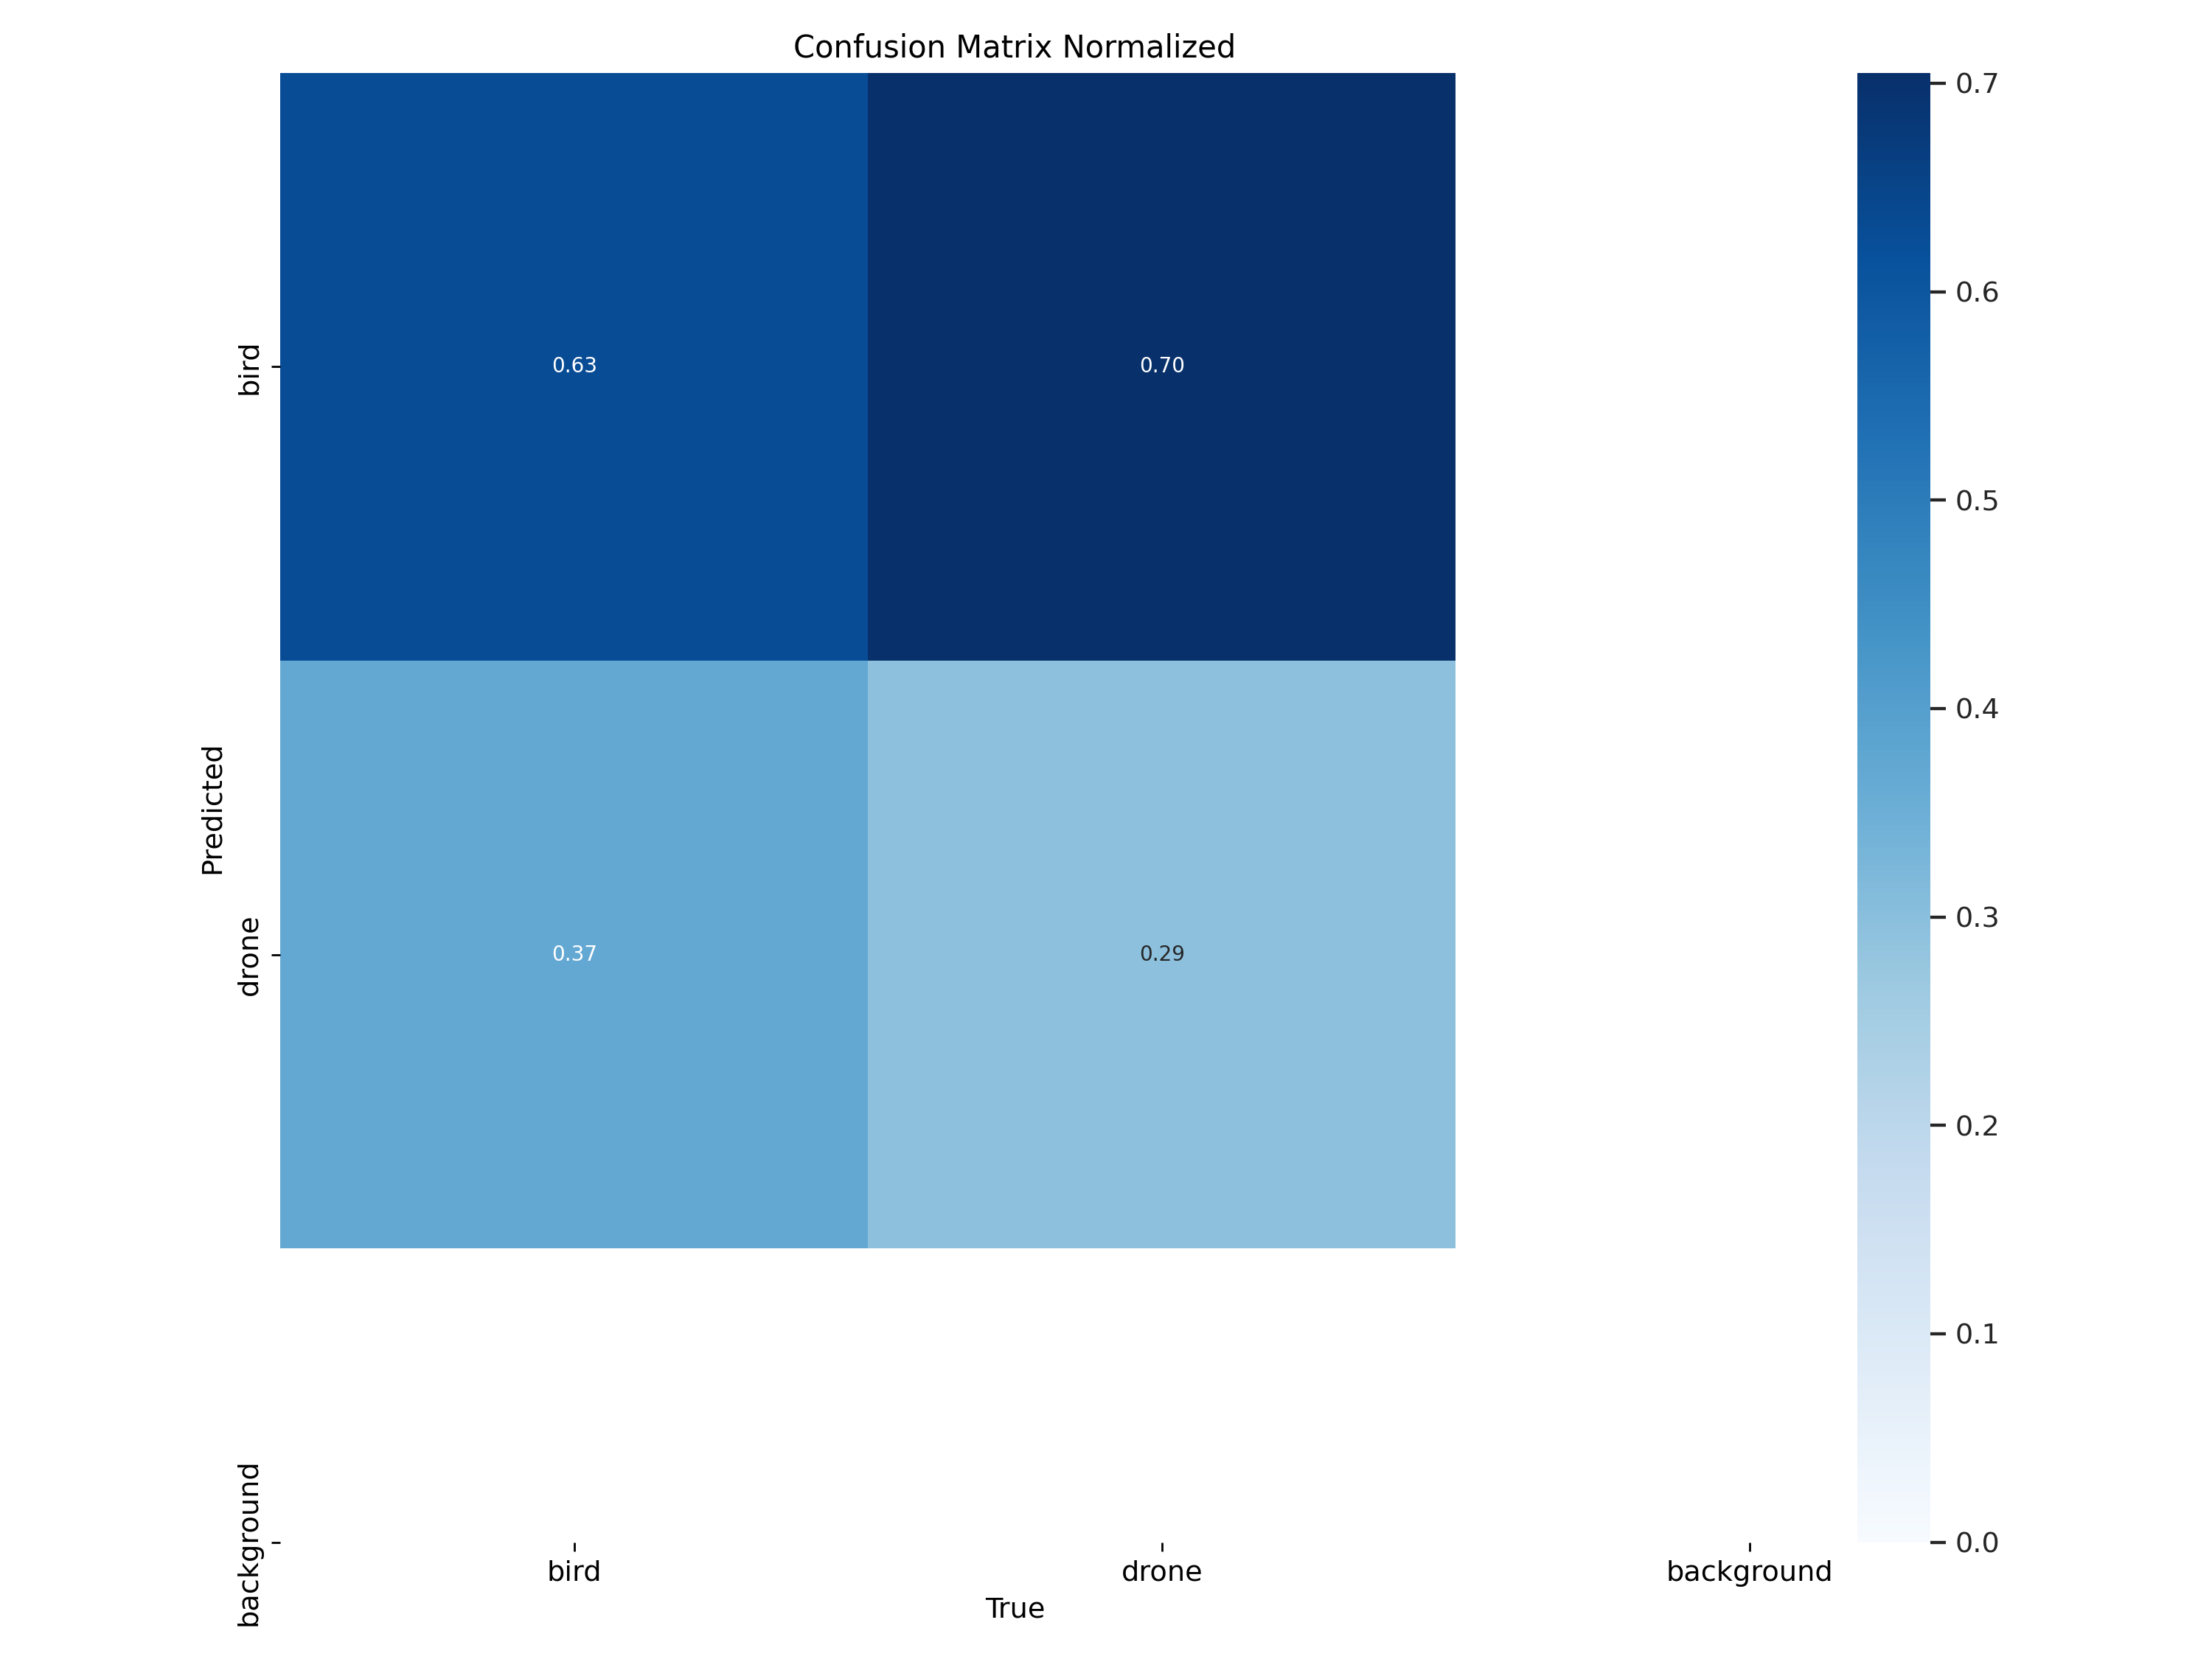 Confusion Matrix Normalized
0.7
0.6
0.5
0.4
0.3
0.2
0.1
0.0
bird
0.63
0.70
Predicted
drone
0.37
0.29
background
bird
drone
background
True